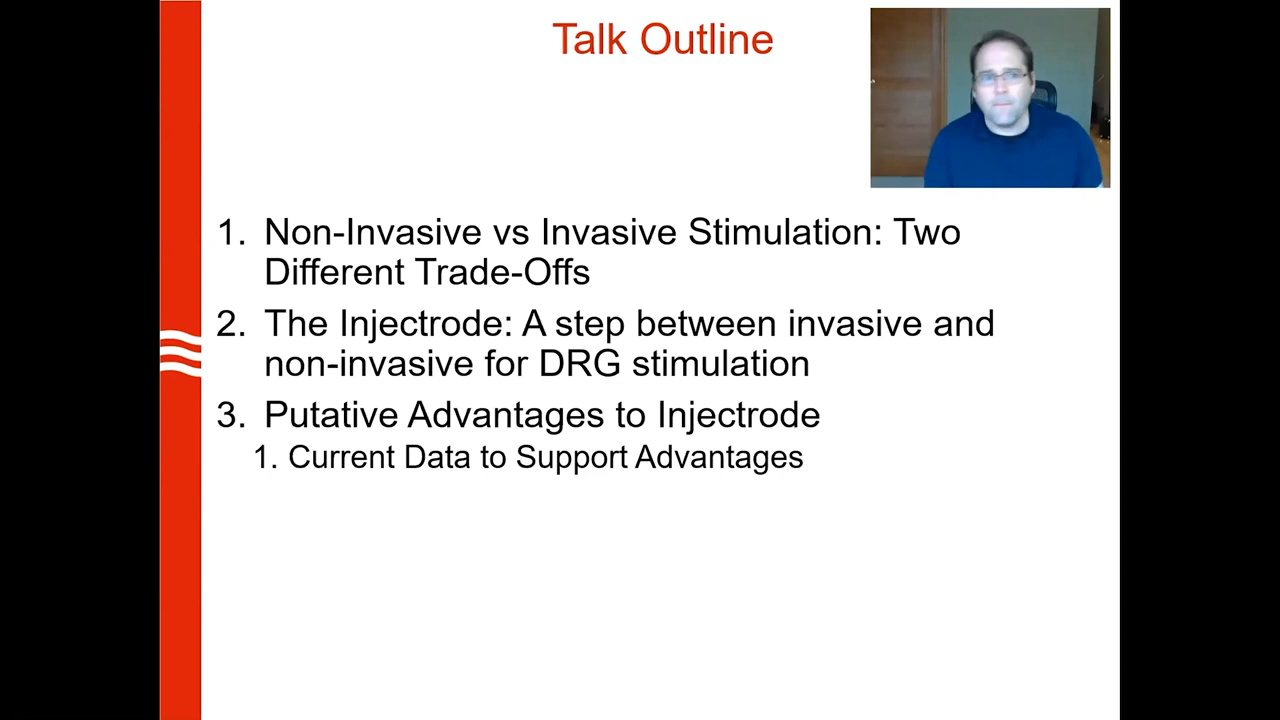 Talk Outline
1. Non-Invasive vs Invasive Stimulation: Two
Different Trade-Offs
2. The Injectrode: A step between invasive and
non-invasive for DRG stimulation
3. Putative Advantages to Injectrode
1. Current Data to Support Advantages